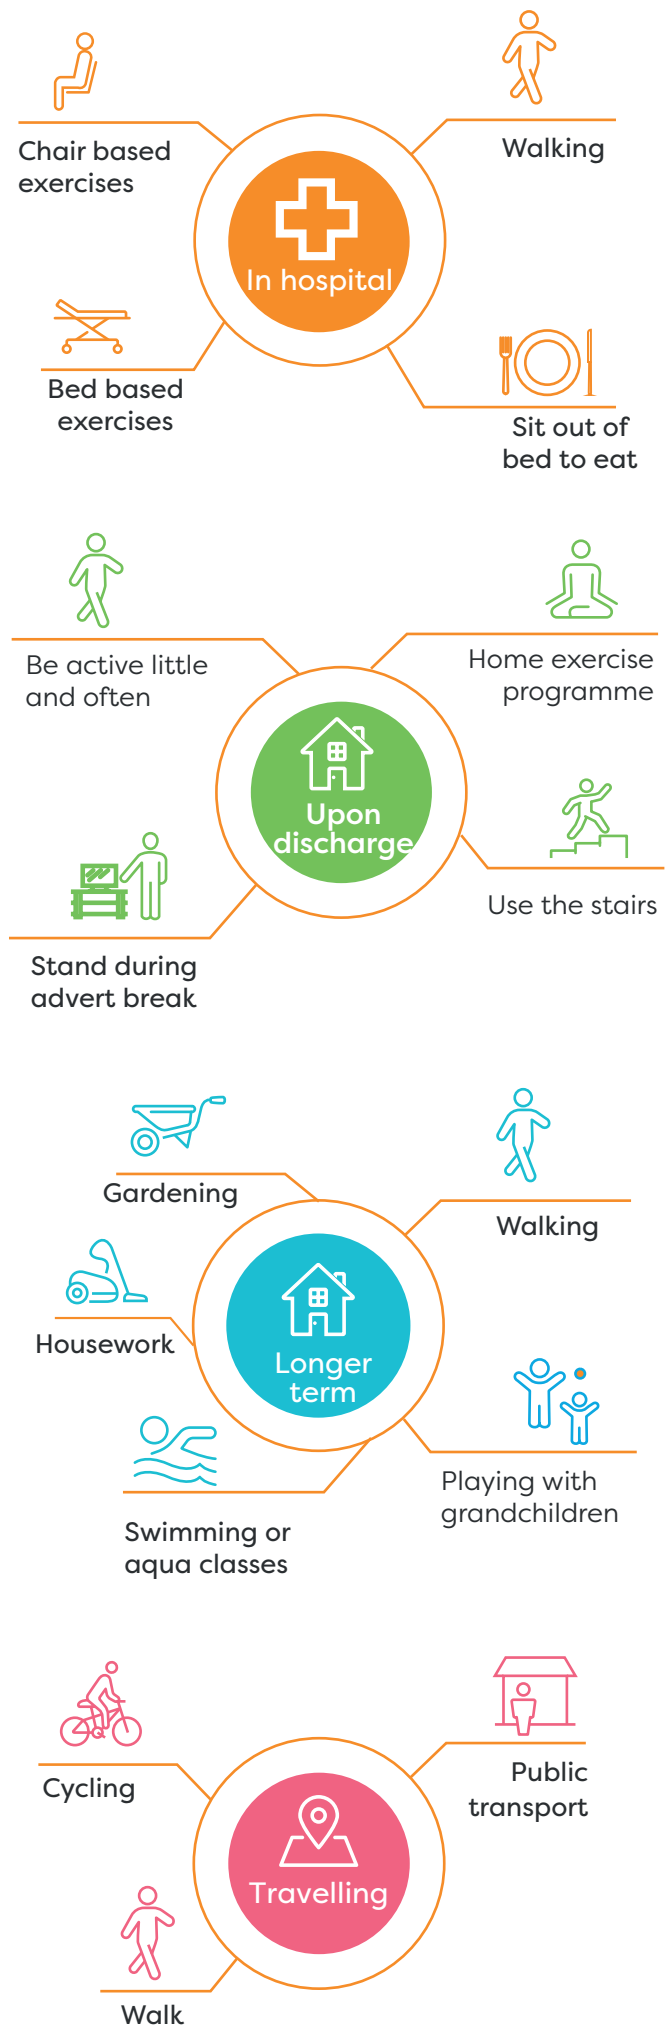 Chair based
exercises
Walking
In hospital
Bed based
exercises
Sit out of
bed to eat
Be active little
and often
Home exercise
programme
Upon
discharge
Stand during
advert break
Use the stairs
Gardening
Walking
Housework
Longer
term
Swimming or
aqua classes
Playing with
grandchildren
Cycling
Public
transport
Travelling
Walk